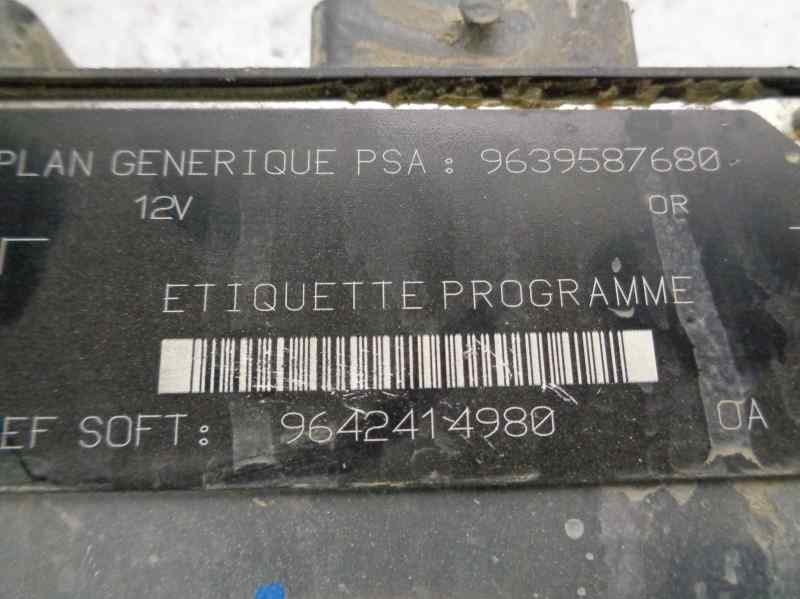 PLAN GENERIQUE PSA : 9639587680
12V OR
ETIQUETTE PROGRAMME
EF SOFT: 9642414980 OA